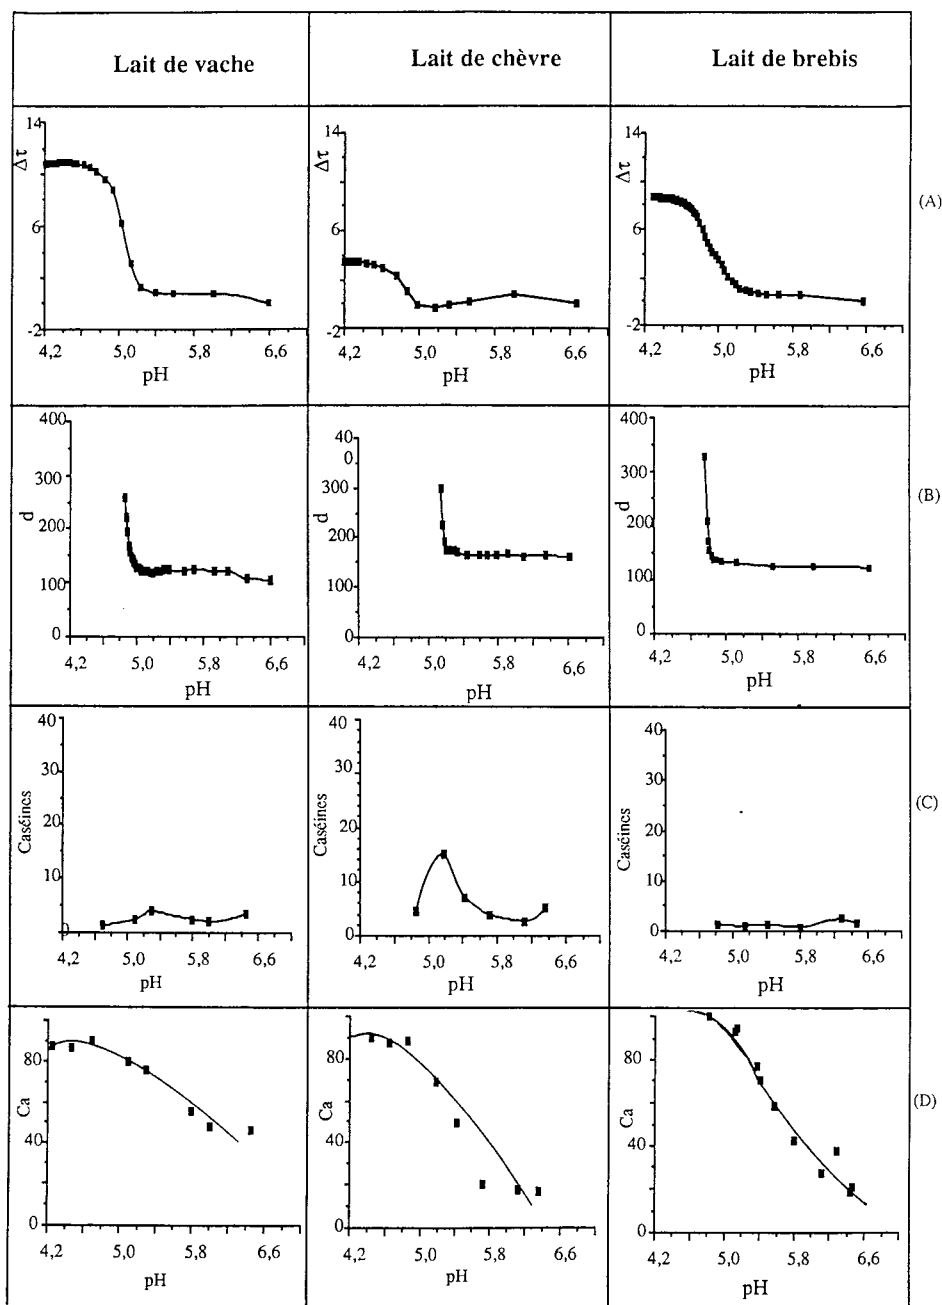 Lait de vache
Lait de chèvre
Lait de brebis
14
6
-2
Δτ
4,2 5,0 5,8 6,6
pH
14
6
-2
Δτ
4,2 5,0 5,8 6,6
pH
14
6
-2
Δτ
4,2 5,0 5,8 6,6
pH
(A)
400
300
200
100
0
d
4,2 5,0 5,8 6,6
pH
40
0
300
200
100
0
d
4,2 5,0 5,8 6,6
pH
400
300
200
100
0
d
4,2 5,0 5,8 6,6
pH
(B)
40
30
20
10
0
Caséines
4,2 5,0 5,8 6,6
pH
40
30
20
10
0
Caséines
4,2 5,0 5,8 6,6
pH
40
30
20
10
0
Caséines
4,2 5,0 5,8 6,6
pH
(C)
80
40
0
Ca
4,2 5,0 5,8 6,6
pH
80
40
0
Ca
4,2 5,0 5,8 6,6
pH
80
40
0
Ca
4,2 5,0 5,8 6,6
pH
(D)